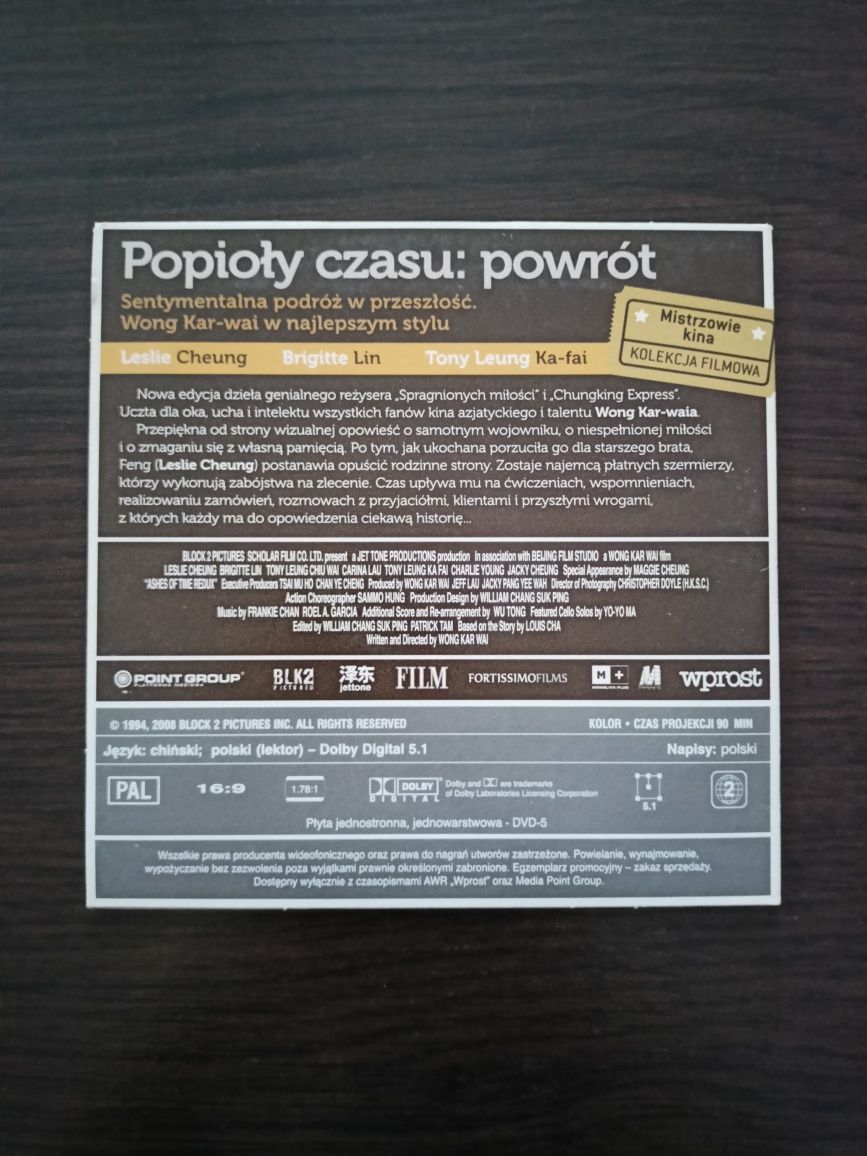 Popioły czasu: powrót
Sentymentalna podróż w przeszłość.
Wong Kar-wai w najlepszym stylu
Mistrzowie
kina
KOLEKCJA FILMOWA
Leslie Cheung Brigitte Lin Tony Leung Ka-fai
Nowa edycja dzieła genialnego reżysera „Spragnionych miłości” i „Chungking Express”.
Uczta dla oka, ucha i intelektu wszystkich fanów kina azjatyckiego i talentu Wong Kar-waia.
Przepiękna od strony wizualnej opowieść o samotnym wojowniku, o niespełnionej miłości
i o zmaganiu się z własną pamięcią. Po tym, jak ukochana porzuciła go dla starszego brata,
Feng (Leslie Cheung) postanawia opuścić rodzinne strony. Zostaje najemcą płatnych szermierzy,
którzy wykonują zabójstwa na zlecenie. Czas upływa mu na ćwiczeniach, wspomnieniach,
realizowaniu zamówień, rozmowach z przyjaciółmi, klientami i przyszłymi wrogami,
z których każdy ma do opowiedzenia ciekawą historię...
BLOCK 2 PICTURES SCHOLAR FILM CO. LTD. present a JET TONE PRODUCTIONS production In association with BEIJING FILM STUDIO a WONG KAR WAI film
LESLIE CHEUNG BRIGITTE LIN TONY LEUNG CHIU WAI CARINA LAU TONY LEUNG KA FAI CHARLIE YOUNG JACKY CHEUNG Special Appearance by MAGGIE CHEUNG
"ASHES OF TIME REDUX" Executive Producers TSAI MU HO CHAN YE CHENG Produced by WONG KAR WAI JEFF LAU JACKY PANG YEE WAH Director of Photography CHRISTOPHER DOYLE (H.K.S.C.)
Action Choreographer SAMMO HUNG Production Design by WILLIAM CHANG SUK PING
Music by FRANKIE CHAN ROEL A. GARCIA Additional Score and Re-arrangement by WU TONG Featured Cello Solos by YO-YO MA
Edited by WILLIAM CHANG SUK PING PATRICK TAM Based on the Story by LOUIS CHA
Written and Directed by WONG KAR WAI
POINT GROUP
PLATFORMA MEDIOWA
BLK2
PICTURES
泽东
jettone
FILM
FORTISSIMOFILMS
M+
MONOLITH PLUS
wprost
© 1994, 2008 BLOCK 2 PICTURES INC. ALL RIGHTS RESERVED KOLOR • CZAS PROJEKCJI 90 MIN
Język: chiński; polski (lektor) – Dolby Digital 5.1 Napisy: polski
PAL 16:9 1.78:1
DOLBY
DIGITAL
Dolby and DD are trademarks
of Dolby Laboratories Licensing Corporation
5.1
2
Płyta jednostronna, jednowarstwowa - DVD-5
Wszelkie prawa producenta wideofonicznego oraz prawa do nagrań utworów zastrzeżone. Powielanie, wynajmowanie,
wypożyczanie bez zezwolenia poza wyjątkami prawnie określonymi zabronione. Egzemplarz promocyjny – zakaz sprzedaży.
Dostępny wyłącznie z czasopismami AWR „Wprost” oraz Media Point Group.